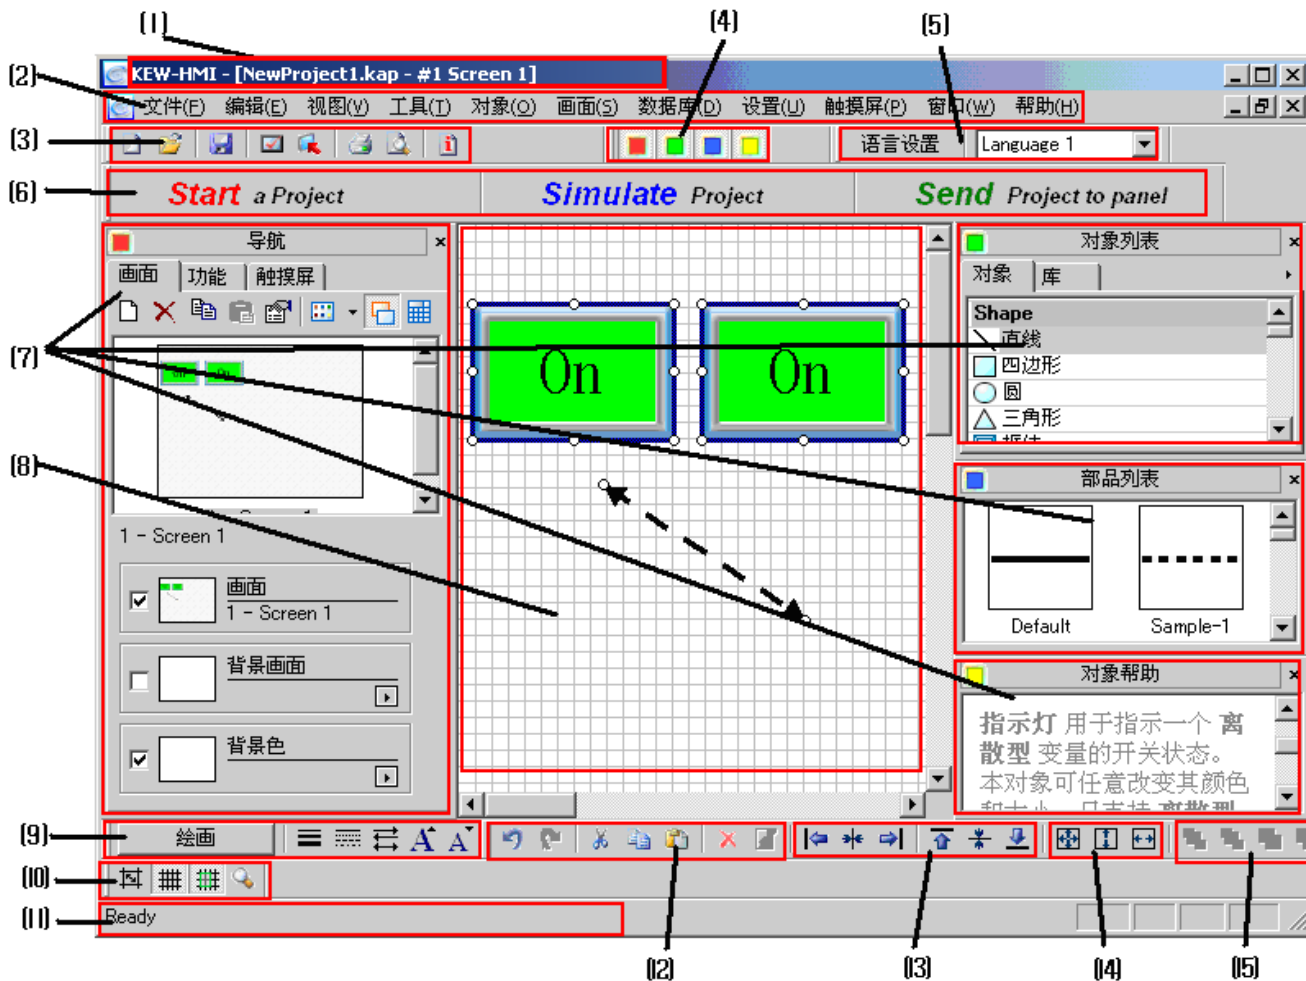 (1)
(4)
(5)
(2)
KEW-HMI - [NewProject1.kap - #1 Screen 1]
文件(F) 编辑(E) 视图(V) 工具(T) 对象(O) 画面(S) 数据库(D) 设置(U) 触摸屏(P) 窗口(W) 帮助(H)
(3)
语言设置 Language 1
(6)
Start a Project Simulate Project Send Project to panel
导航
画面 功能 触摸屏
(7)
On On
1 - Screen 1
画面
1 - Screen 1
背景画面
背景色
(8)
On On
对象列表
对象 库
Shape
直线
四边形
圆
三角形
部品列表
Default Sample-1
对象帮助
指示灯 用于指示一个 离
散型 变量的开关状态。
本对象可任意改变其颜色
(9)
绘画
A A
(10)
(11)
Ready
(12)
(13)
(14)
(15)